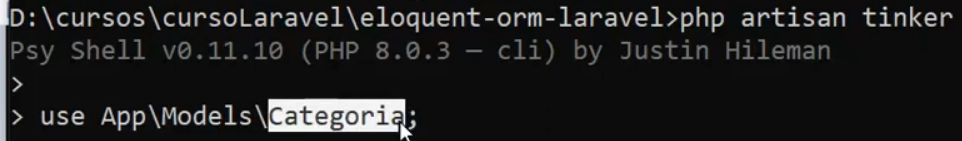 D:\cursos\cursoLaravel\eloquent-orm-laravel>php artisan tinker
Psy Shell v0.11.10 (PHP 8.0.3 — cli) by Justin Hileman
>
> use App\Models\Categoria;